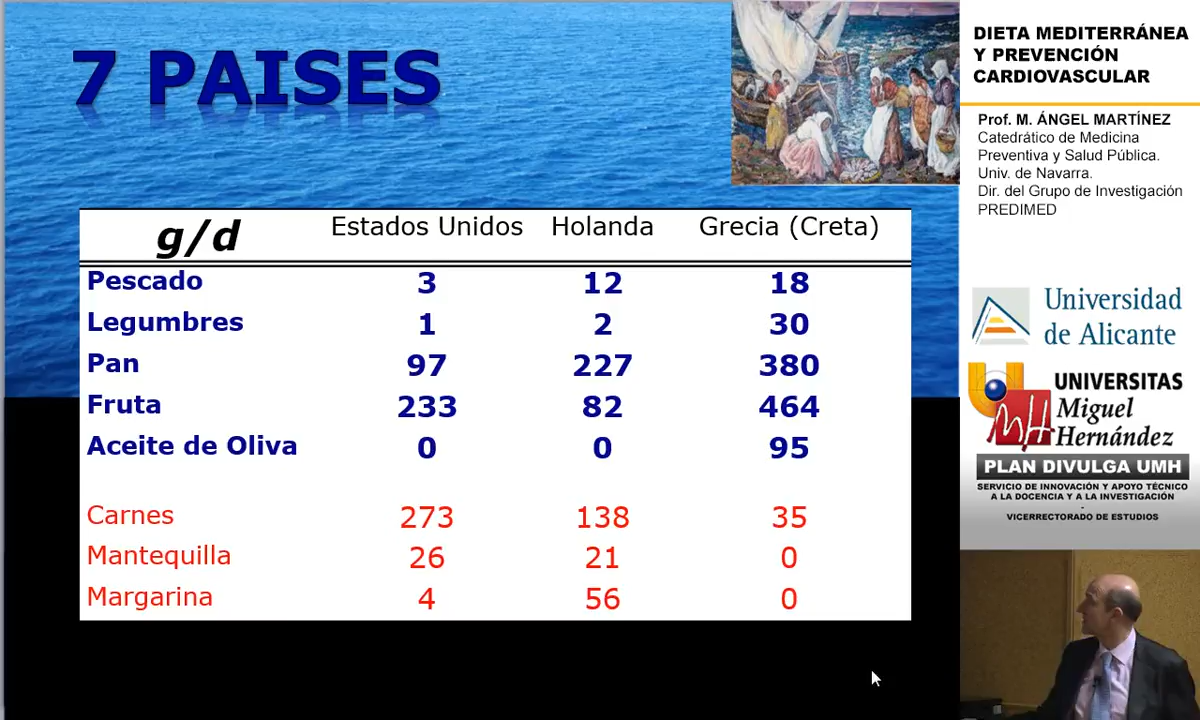 7 PAISES
g/d Estados Unidos Holanda Grecia (Creta)
Pescado 3 12 18
Legumbres 1 2 30
Pan 97 227 380
Fruta 233 82 464
Aceite de Oliva 0 0 95
Carnes 273 138 35
Mantequilla 26 21 0
Margarina 4 56 0
DIETA MEDITERRÁNEA
Y PREVENCIÓN
CARDIOVASCULAR
Prof. M. ÁNGEL MARTÍNEZ
Catedrático de Medicina
Preventiva y Salud Pública.
Univ. de Navarra.
Dir. del Grupo de Investigación
PREDIMED
Universidad
de Alicante
UNIVERSITAS
Miguel
Hernández
PLAN DIVULGA UMH
SERVICIO DE INNOVACIÓN Y APOYO TÉCNICO
A LA DOCENCIA Y A LA INVESTIGACIÓN
-
VICERRECTORADO DE ESTUDIOS